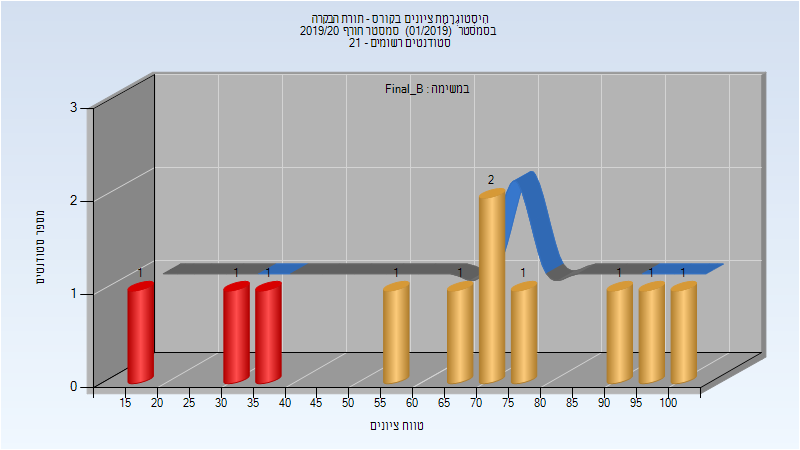 היסטוגרמת ציונים בקורס - תורת הבקרה
בסמסטר (01/2019) סמסטר חורף 2019/20
סטודנטים רשומים - 21
במשימה : Final_B
מספר סטודנטים
3
2
1
0
1
1
1
1
1
2
1
1
1
1
15 20 25 30 35 40 45 50 55 60 65 70 75 80 85 90 95 100
טווח ציונים